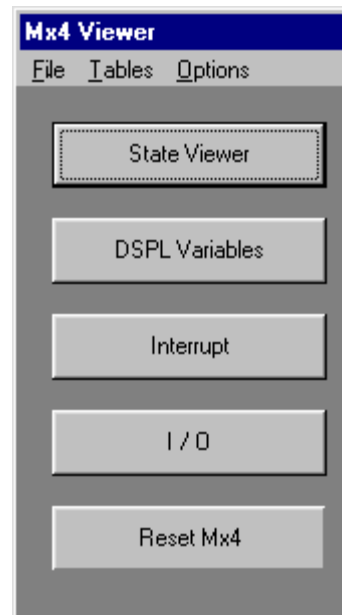 Mx4 Viewer
File Tables Options
State Viewer
DSPL Variables
Interrupt
I / O
Reset Mx4